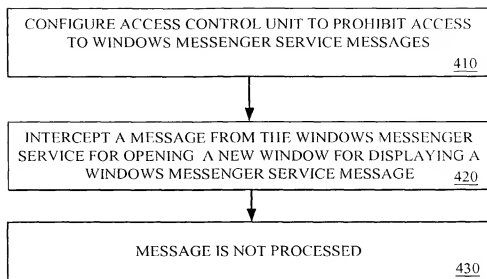 CONFIGURE ACCESS CONTROL UNIT TO PROHIBIT ACCESS
TO WINDOWS MESSENGER SERVICE MESSAGES
410
INTERCEPT A MESSAGE FROM THE WINDOWS MESSENGER
SERVICE FOR OPENING A NEW WINDOW FOR DISPLAYING A
WINDOWS MESSENGER SERVICE MESSAGE 420
MESSAGE IS NOT PROCESSED
430